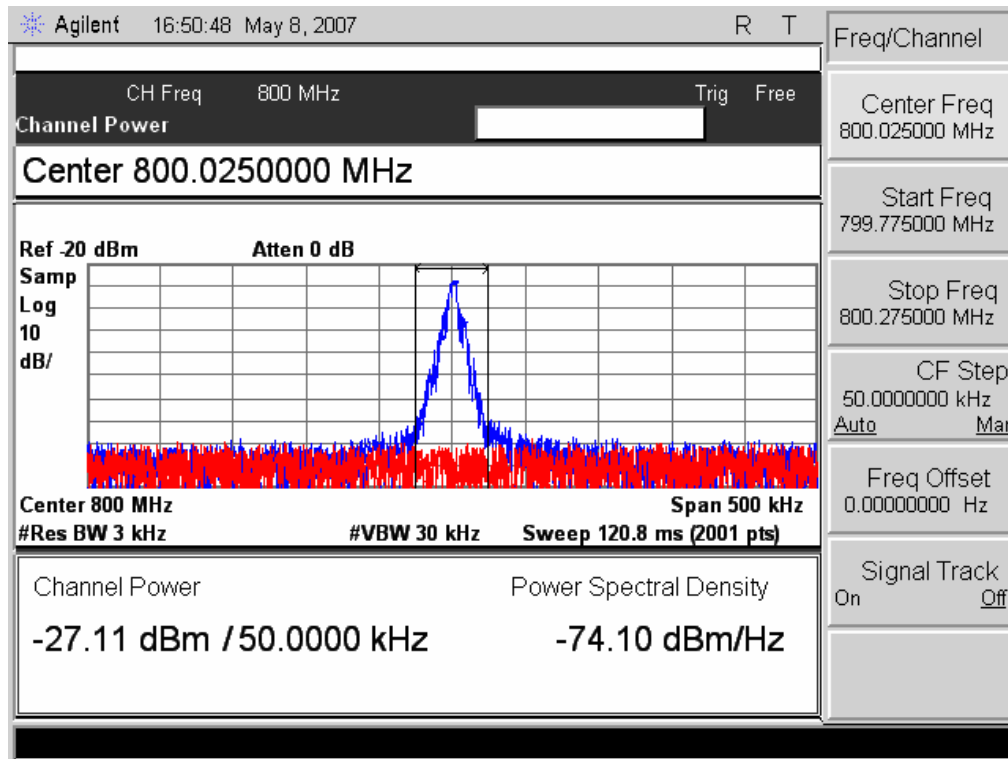 Agilent 16:50:48 May 8, 2007 R T
CH Freq 800 MHz Trig Free
Channel Power
Center 800.0250000 MHz
Ref -20 dBm Atten 0 dB
Samp
Log
10
dB/
Center 800 MHz Span 500 kHz
#Res BW 3 kHz #VBW 30 kHz Sweep 120.8 ms (2001 pts)
Channel Power Power Spectral Density
-27.11 dBm / 50.0000 kHz -74.10 dBm/Hz
Freq/Channel
Center Freq
800.025000 MHz
Start Freq
799.775000 MHz
Stop Freq
800.275000 MHz
CF Step
50.0000000 kHz
Auto Man
Freq Offset
0.00000000 Hz
Signal Track
On Off